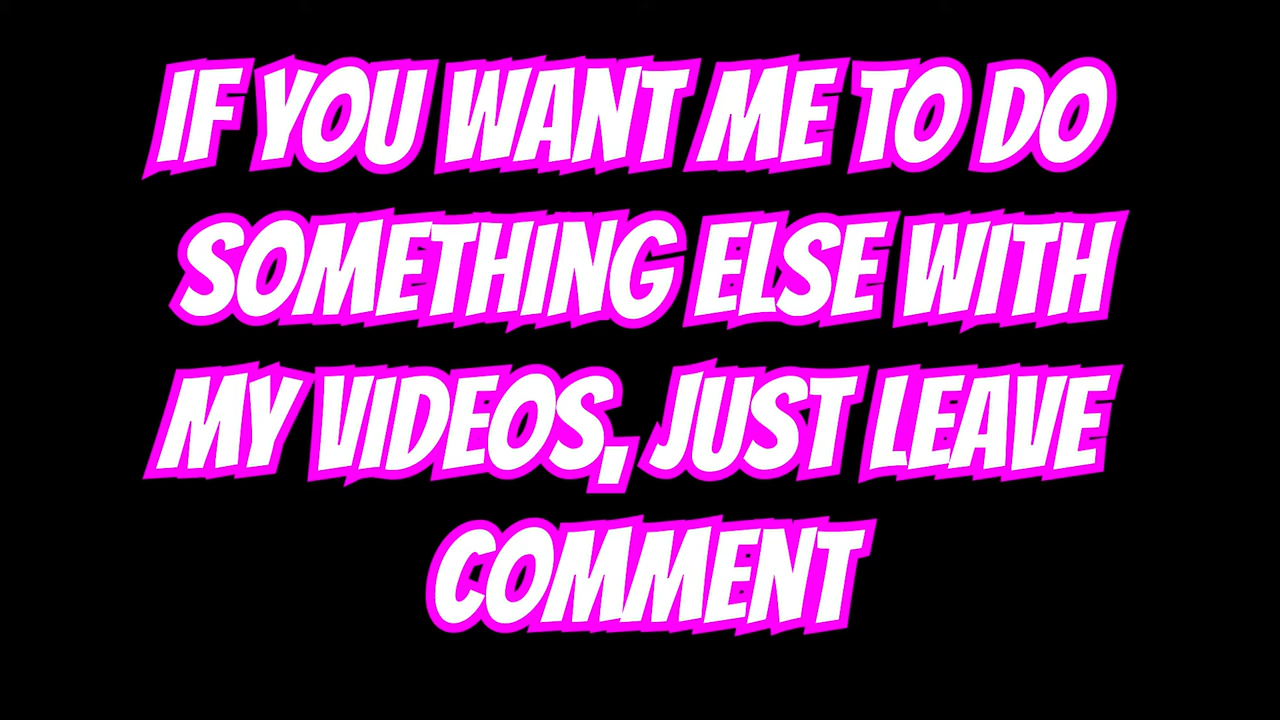 IF YOU WANT ME TO DO
SOMETHING ELSE WITH
MY VIDEOS, JUST LEAVE
COMMENT